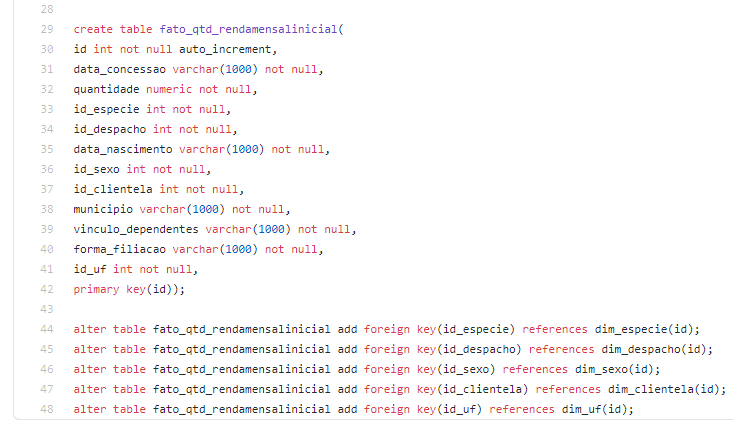 28
29 create table fato_qtd_rendamensalinicial(
30 id int not null auto_increment,
31 data_concessao varchar(1000) not null,
32 quantidade numeric not null,
33 id_especie int not null,
34 id_despacho int not null,
35 data_nascimento varchar(1000) not null,
36 id_sexo int not null,
37 id_clientela int not null,
38 municipio varchar(1000) not null,
39 vinculo_dependentes varchar(1000) not null,
40 forma_filiacao varchar(1000) not null,
41 id_uf int not null,
42 primary key(id));
43
44 alter table fato_qtd_rendamensalinicial add foreign key(id_especie) references dim_especie(id);
45 alter table fato_qtd_rendamensalinicial add foreign key(id_despacho) references dim_despacho(id);
46 alter table fato_qtd_rendamensalinicial add foreign key(id_sexo) references dim_sexo(id);
47 alter table fato_qtd_rendamensalinicial add foreign key(id_clientela) references dim_clientela(id);
48 alter table fato_qtd_rendamensalinicial add foreign key(id_uf) references dim_uf(id);